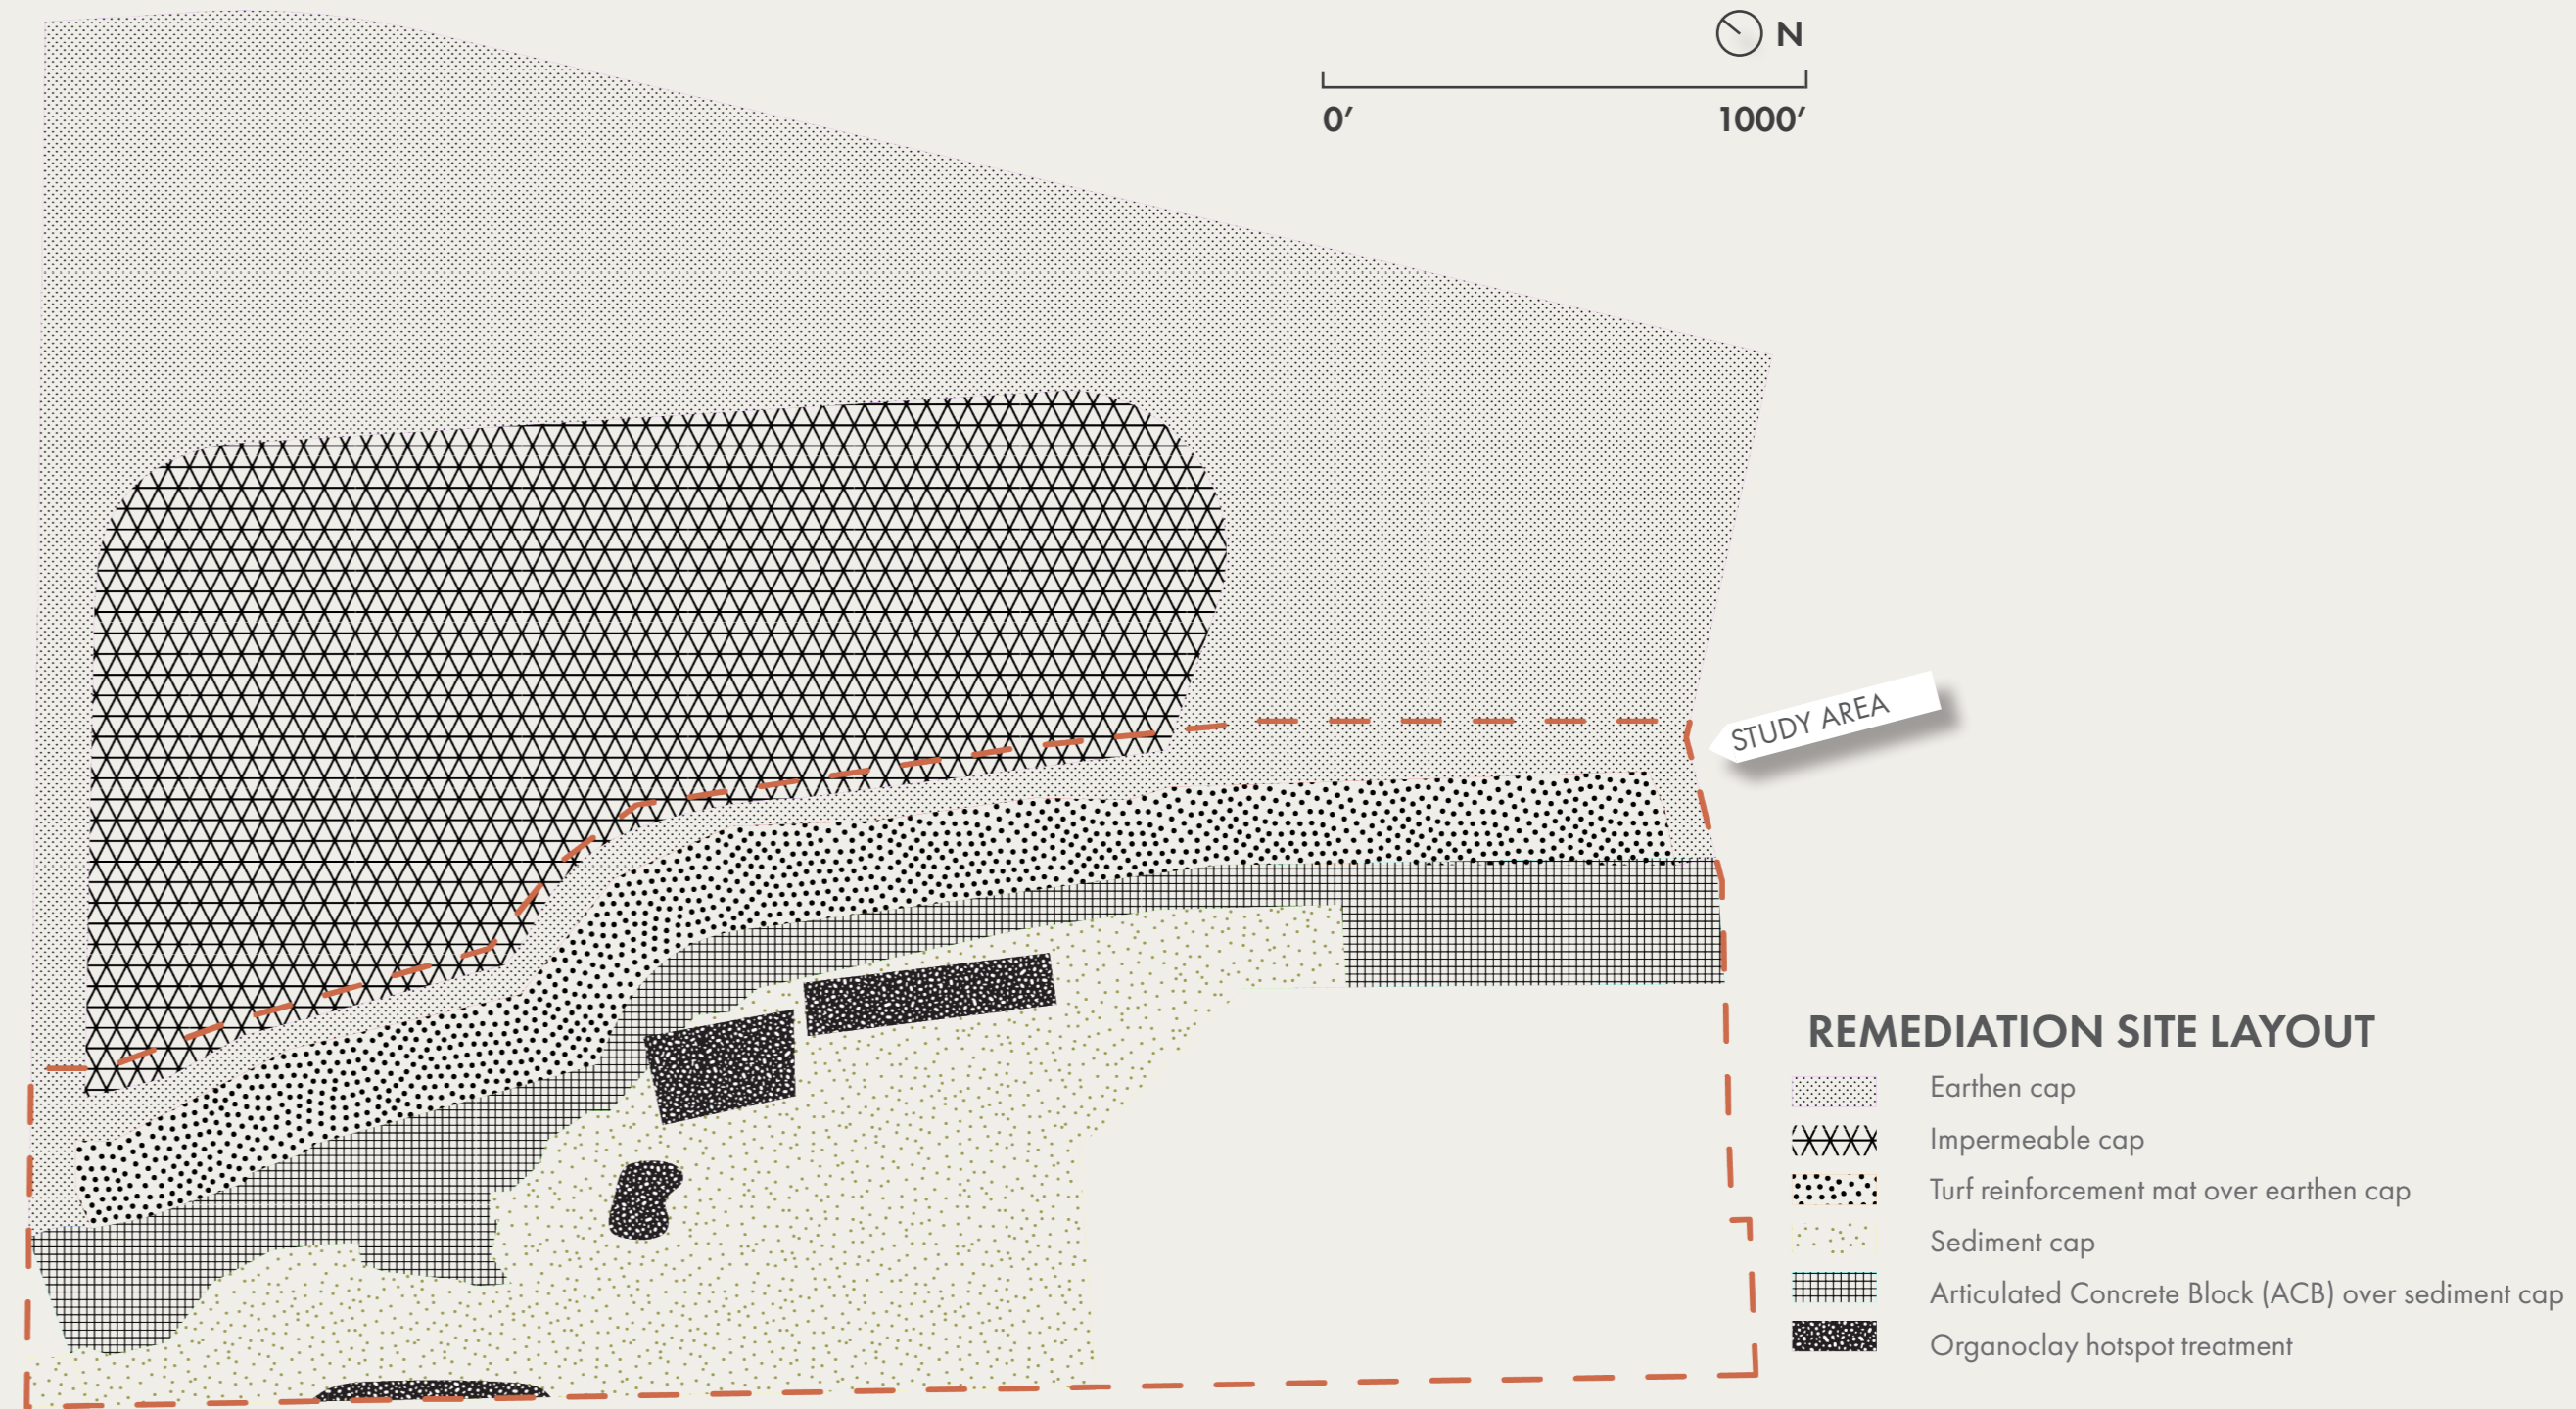 N
0′ 1000′
STUDY AREA
REMEDIATION SITE LAYOUT
Earthen cap
Impermeable cap
Turf reinforcement mat over earthen cap
Sediment cap
Articulated Concrete Block (ACB) over sediment cap
Organoclay hotspot treatment